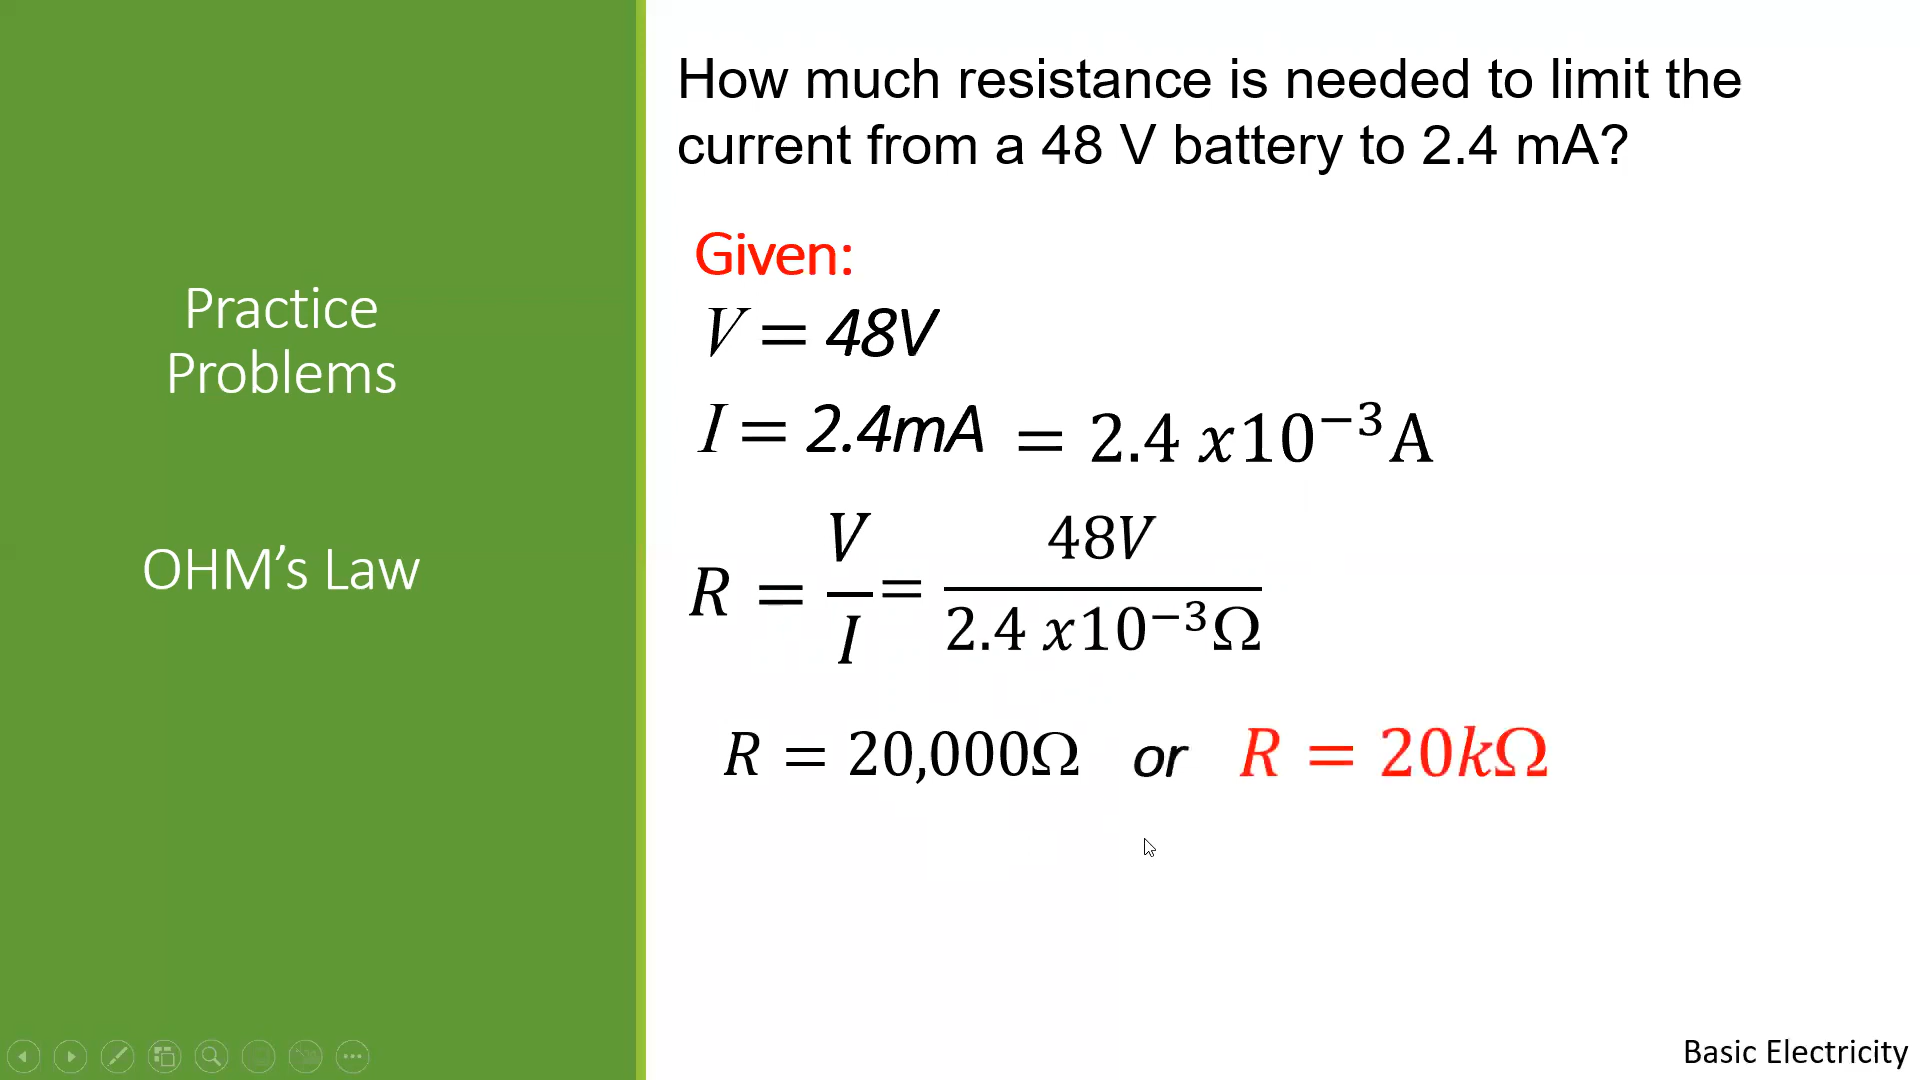 Practice
Problems
OHM’s Law
How much resistance is needed to limit the
current from a 48 V battery to 2.4 mA?
Given:
V = 48V
I = 2.4mA = 2.4 x10⁻³A
R = V/I = 48V / 2.4 x10⁻³Ω
R = 20,000Ω or R = 20kΩ
Basic Electricity